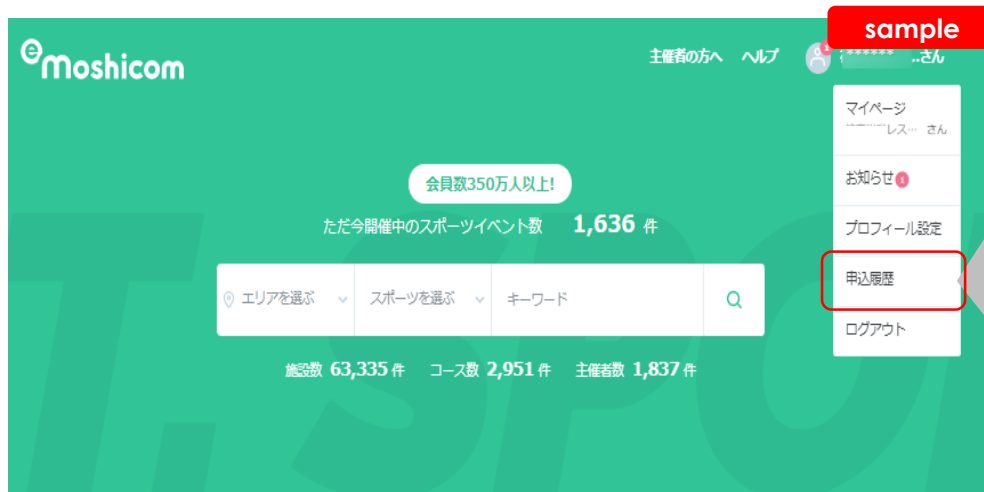 sample
moshicom
主催者の方へ ヘルプ
1
****** ..さん
マイページ
レス… さん
お知らせ 1
プロフィール設定
申込履歴
ログアウト
会員数350万人以上!
ただ今開催中のスポーツイベント数 1,636 件
エリアを選ぶ スポーツを選ぶ キーワード
施設数 63,335 件 コース数 2,951 件 主催者数 1,837 件
T. SPO